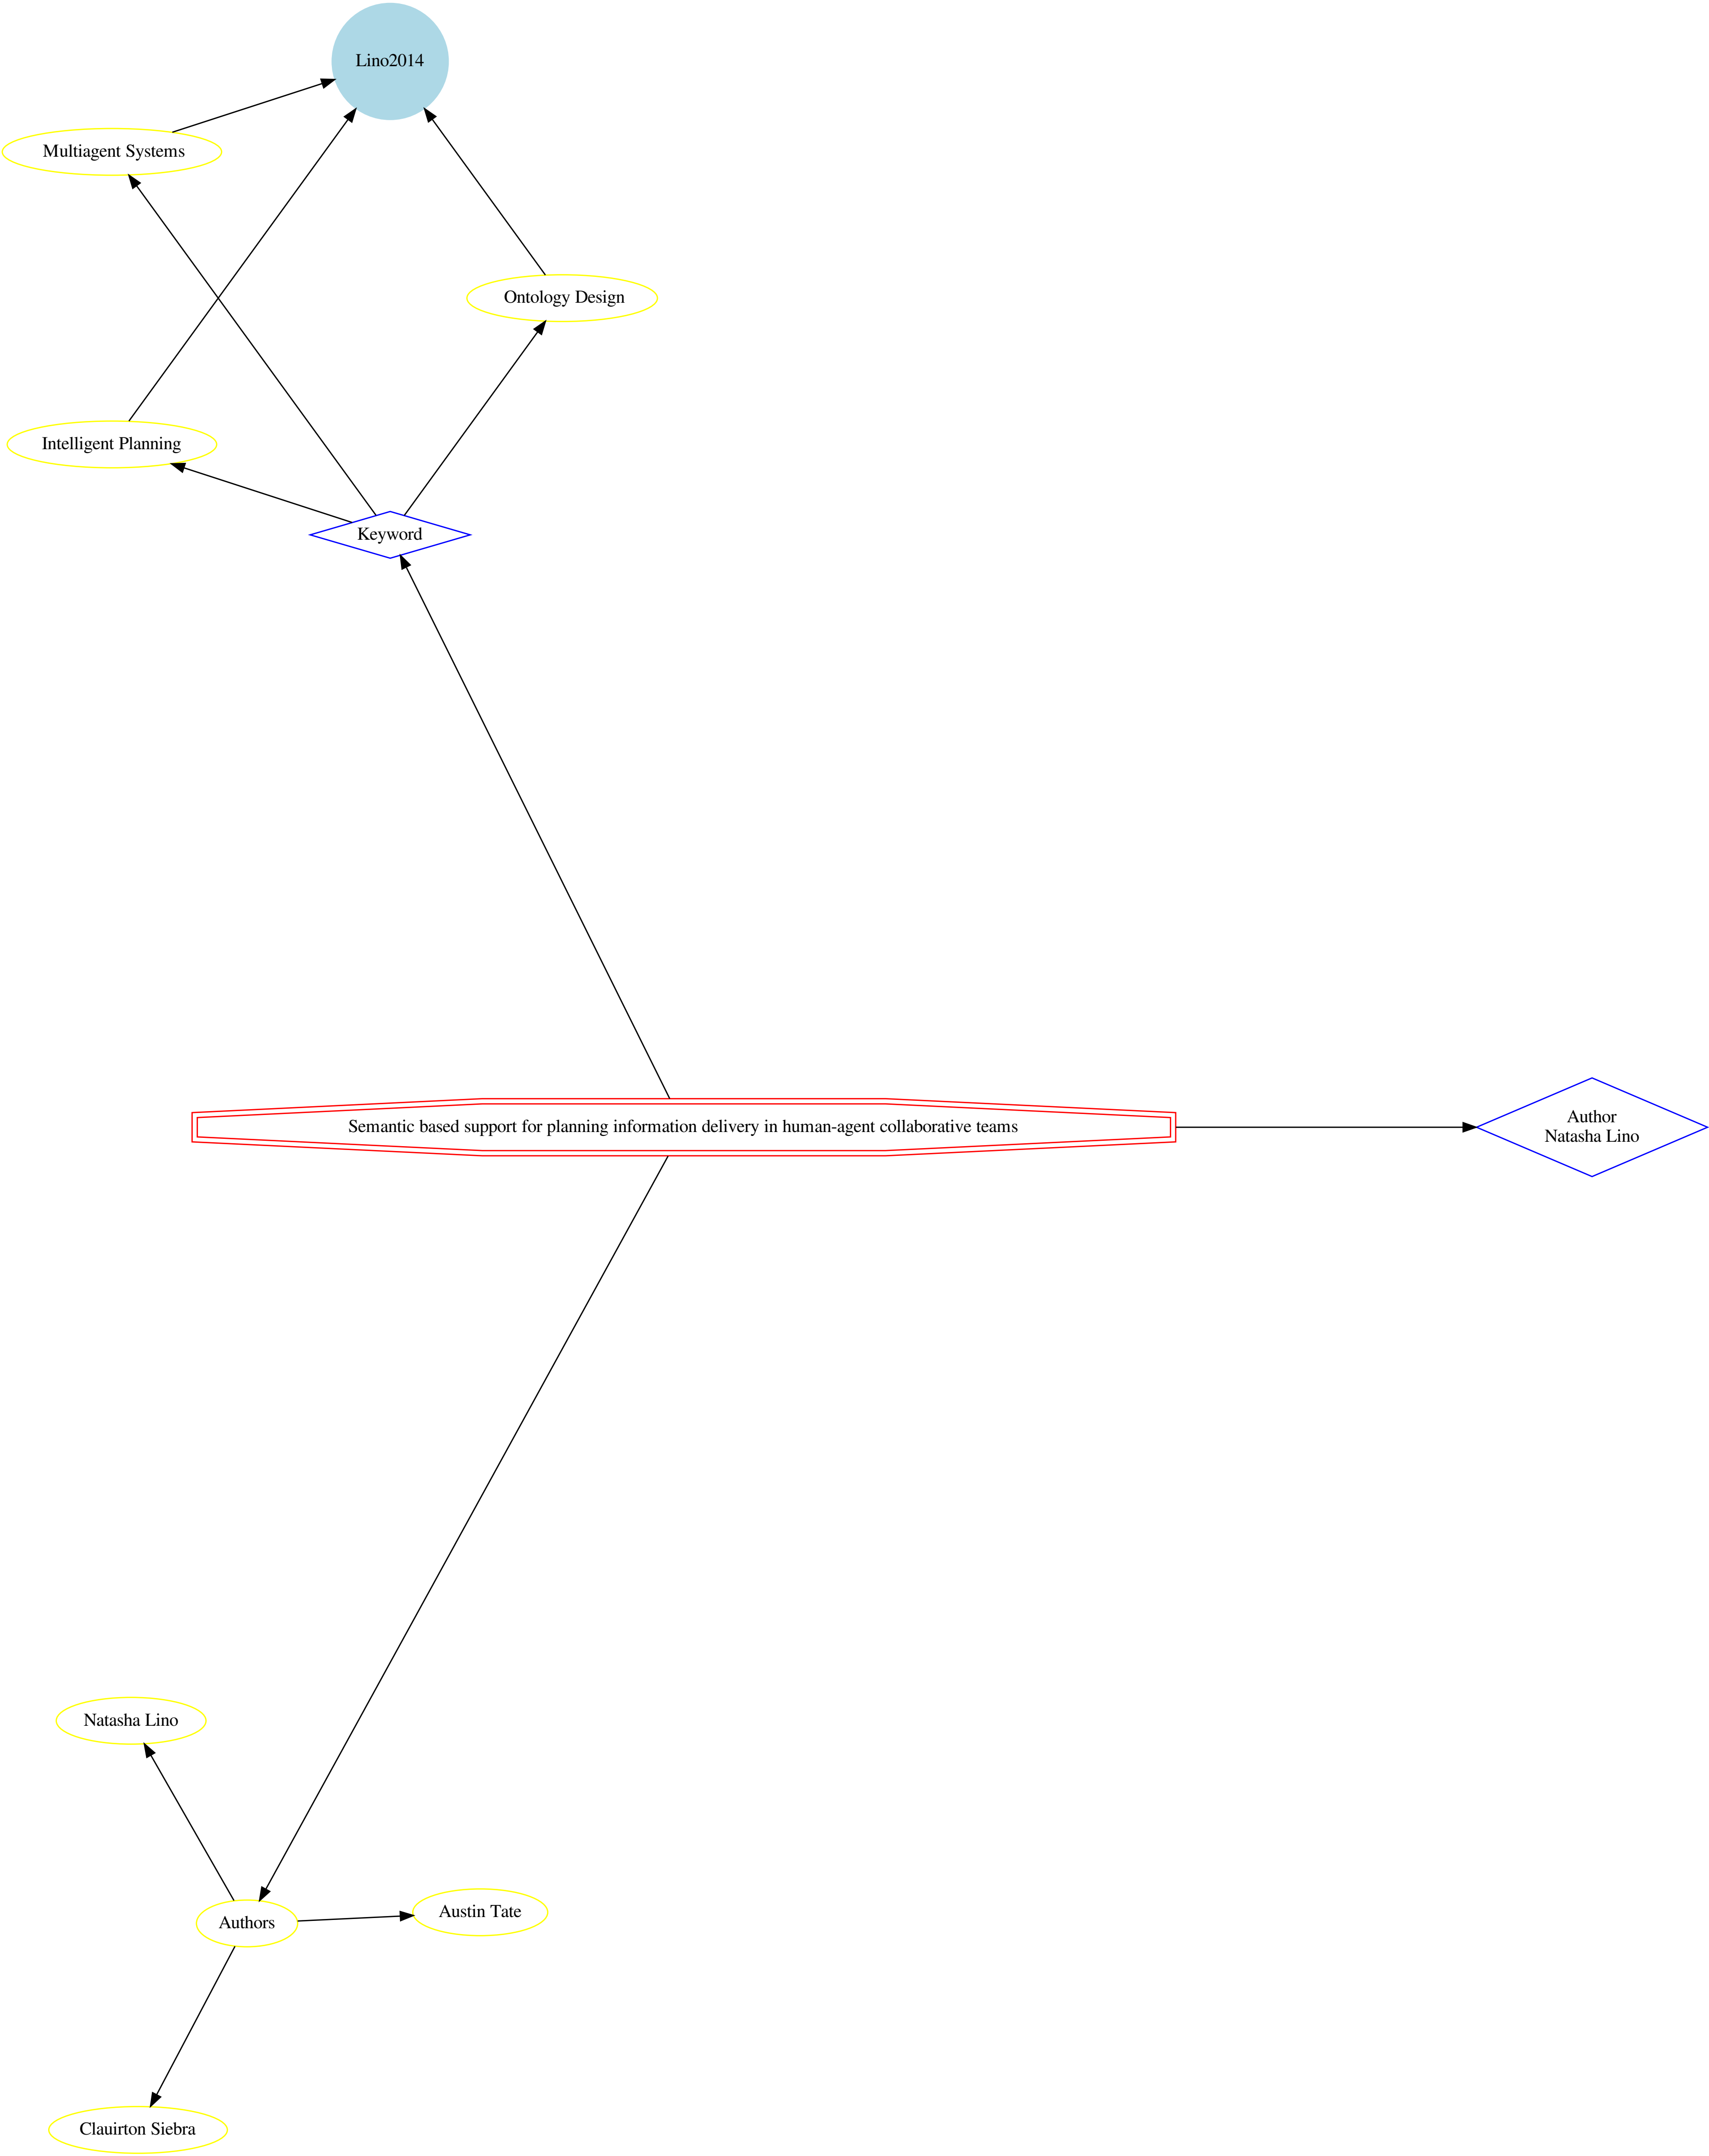 Lino2014
Multiagent Systems
Ontology Design
Intelligent Planning
Keyword
Semantic based support for planning information delivery in human-agent collaborative teams
Author
Natasha Lino
Natasha Lino
Austin Tate
Authors
Clauirton Siebra